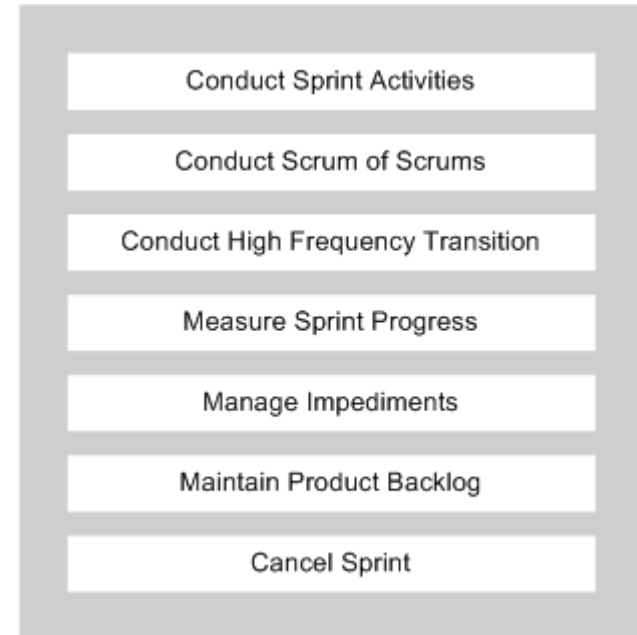 Conduct Sprint Activities
Conduct Scrum of Scrums
Conduct High Frequency Transition
Measure Sprint Progress
Manage Impediments
Maintain Product Backlog
Cancel Sprint